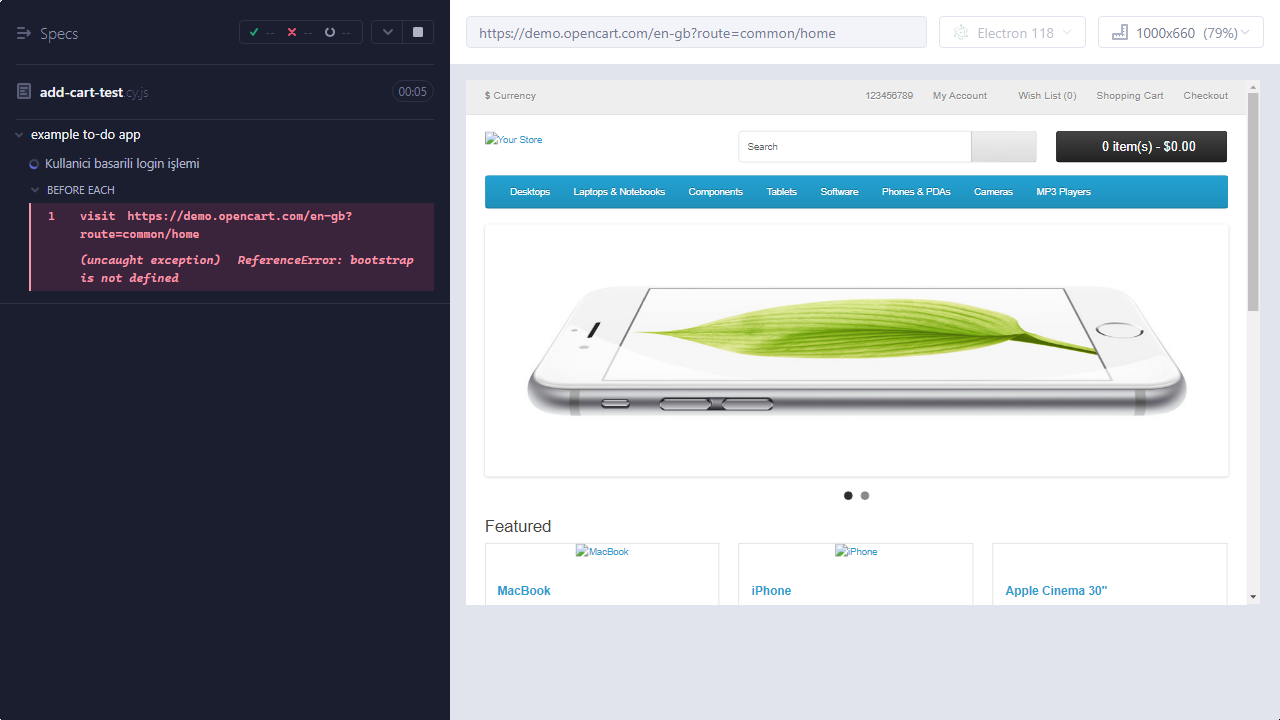 Specs
-- -- --
add-cart-test.cy.js
00:05
example to-do app
Kullanici basarili login işlemi
BEFORE EACH
1 visit https://demo.opencart.com/en-gb?
route=common/home
(uncaught exception) ReferenceError: bootstrap
is not defined
https://demo.opencart.com/en-gb?route=common/home
Electron 118
1000x660 (79%)
$ Currency
123456789
My Account
Wish List (0)
Shopping Cart
Checkout
Your Store
Search
0 item(s) - $0.00
Desktops
Laptops & Notebooks
Components
Tablets
Software
Phones & PDAs
Cameras
MP3 Players
Featured
MacBook
iPhone
MacBook
iPhone
Apple Cinema 30"